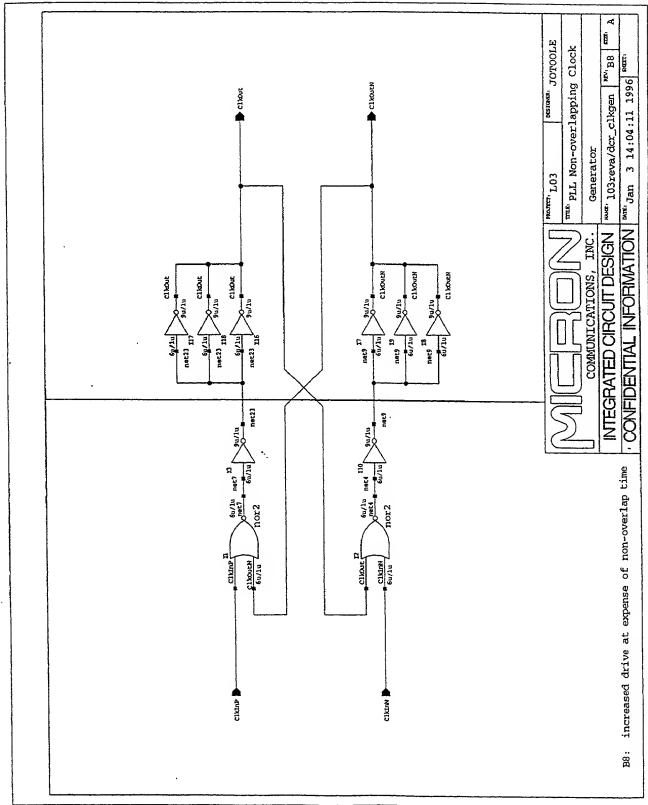 ClkInP
ClkInP
ClkOutN
6u/1u
I1
6u/1u
net7
nor2
net7
I3
9u/1u
6u/1u
net23
6u/1u
net23
I17
9u/1u
ClkOut
6u/1u
net23
I18
9u/1u
ClkOut
6u/1u
net23
I16
9u/1u
ClkOut
ClkOut
ClkInN
ClkOut
ClkInN
6u/1u
I2
6u/1u
net4
nor2
net4
I10
9u/1u
6u/1u
net9
net9
6u/1u
I7
9u/1u
ClkOutN
net9
6u/1u
I9
9u/1u
ClkOutN
net9
6u/1u
I8
9u/1u
ClkOutN
ClkOutN
B8: increased drive at expense of non-overlap time
MICRON
COMMUNICATIONS, INC.
INTEGRATED CIRCUIT DESIGN
CONFIDENTIAL INFORMATION
PROJECT: L03
DESIGNER: JOTOOLE
TITLE: PLL Non-overlapping Clock
Generator
NAME: l03reva/dcr_clkgen
REV: B8
SIZE: A
DATE: Jan 3 14:04:11 1996
SHEET: